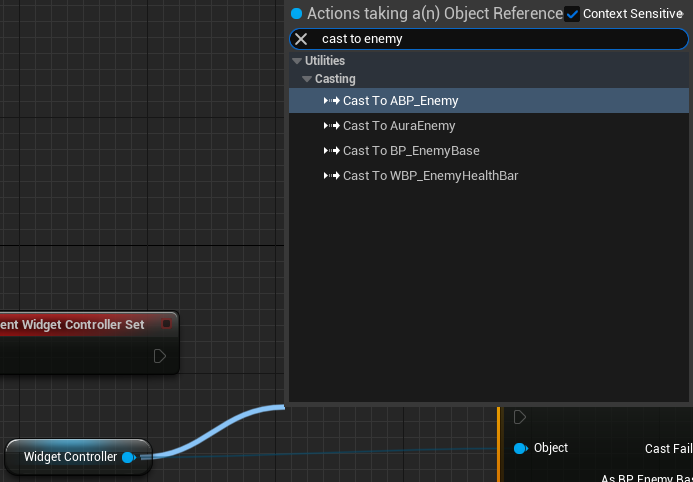 Actions taking a(n) Object Reference
Context Sensitive
cast to enemy
Utilities
Casting
Cast To ABP_Enemy
Cast To AuraEnemy
Cast To BP_EnemyBase
Cast To WBP_EnemyHealthBar
ent Widget Controller Set
Widget Controller
Object
Cast Fail
As BP Enemy Bas